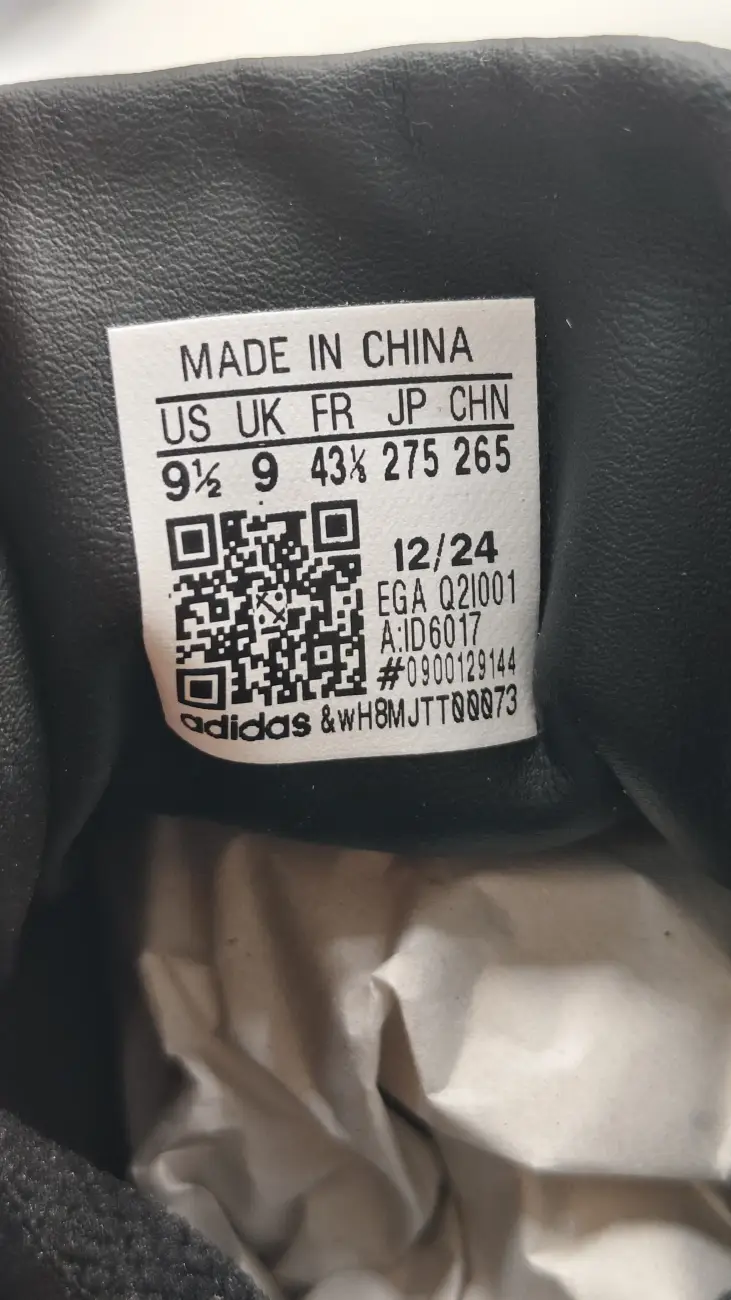 MADE IN CHINA
US UK FR JP CHN
9½ 9 43⅓ 275 265
12/24
EGA Q2I001
A:ID6017
#0900129144
adidas &wH8MJTT00073